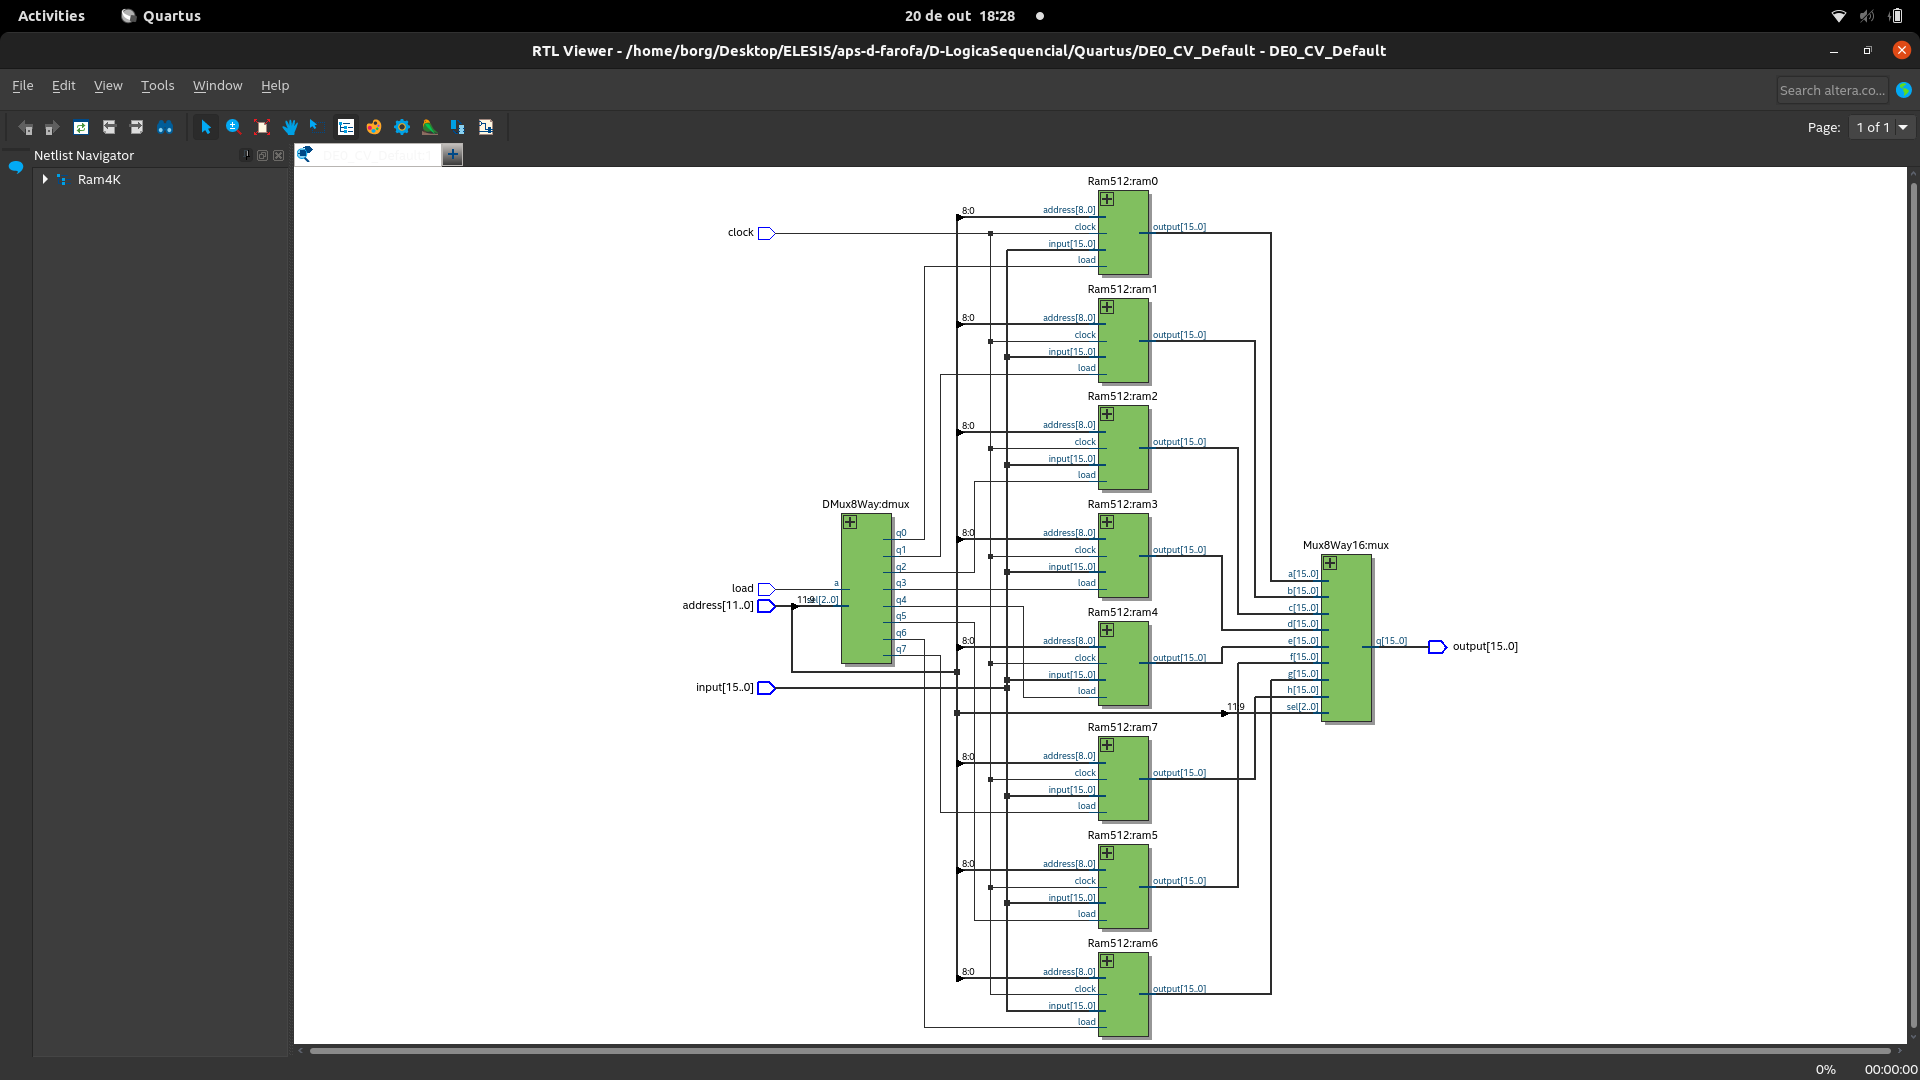 Activities
Quartus
20 de out 18:28
RTL Viewer - /home/borg/Desktop/ELESIS/aps-d-farofa/D-LogicaSequencial/Quartus/DE0_CV_Default - DE0_CV_Default
File Edit View Tools Window Help
Search altera.co...
Page: 1 of 1
Netlist Navigator
Ram4K
Ram512:ram0
8:0
address[8..0]
clock
input[15..0]
load
output[15..0]
clock
Ram512:ram1
8:0
address[8..0]
clock
input[15..0]
load
output[15..0]
Ram512:ram2
8:0
address[8..0]
clock
input[15..0]
load
output[15..0]
DMux8Way:dmux
q0
q1
q2
q3
q4
q5
q6
q7
a
sel[2..0]
load
address[11..0]
input[15..0]
Ram512:ram3
8:0
address[8..0]
clock
input[15..0]
load
output[15..0]
Ram512:ram4
8:0
address[8..0]
clock
input[15..0]
load
output[15..0]
Mux8Way16:mux
a[15..0]
b[15..0]
c[15..0]
d[15..0]
e[15..0]
f[15..0]
g[15..0]
h[15..0]
sel[2..0]
11:9
q[15..0]
output[15..0]
Ram512:ram7
8:0
address[8..0]
clock
input[15..0]
load
output[15..0]
Ram512:ram5
8:0
address[8..0]
clock
input[15..0]
load
output[15..0]
Ram512:ram6
8:0
address[8..0]
clock
input[15..0]
load
output[15..0]
0% 00:00:00